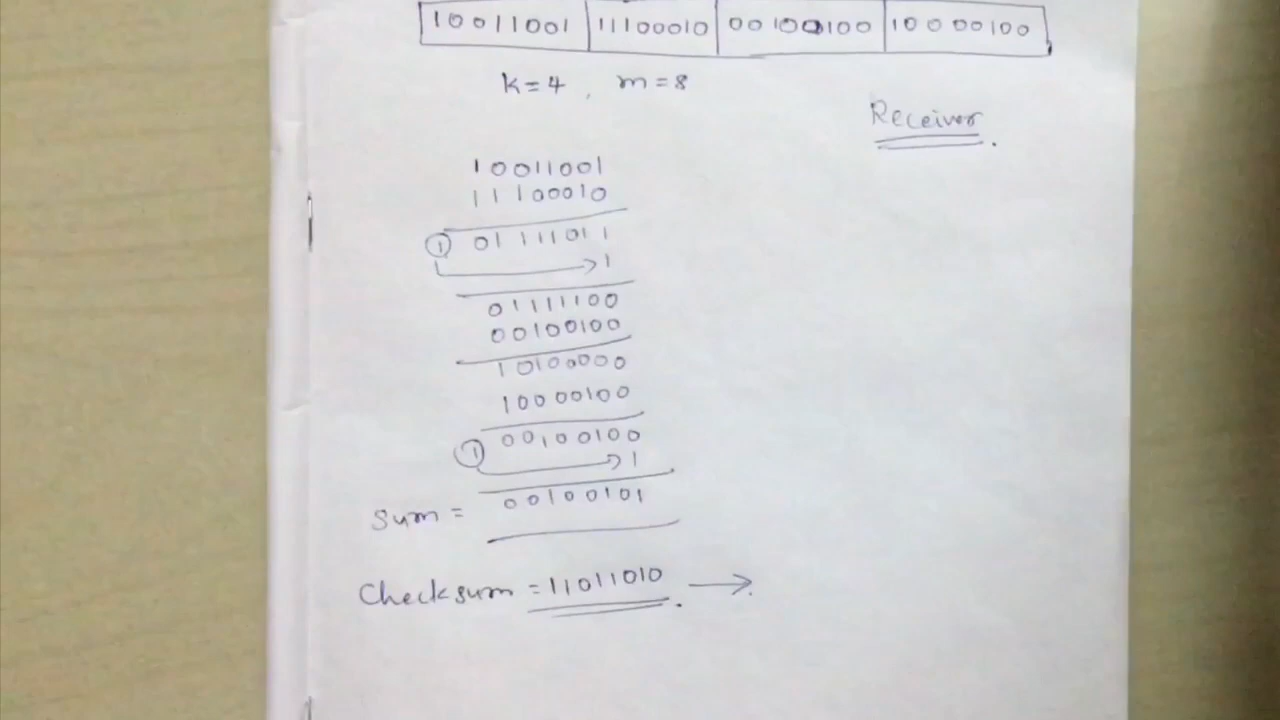 10011001 11100010 00100100 10000100
k=4 , m=8
Receiver.
10011001
11100010
1 01111011
1
01111100
00100100
10100000
10000100
1 00100100
1
Sum = 00100101
Checksum = 11011010.